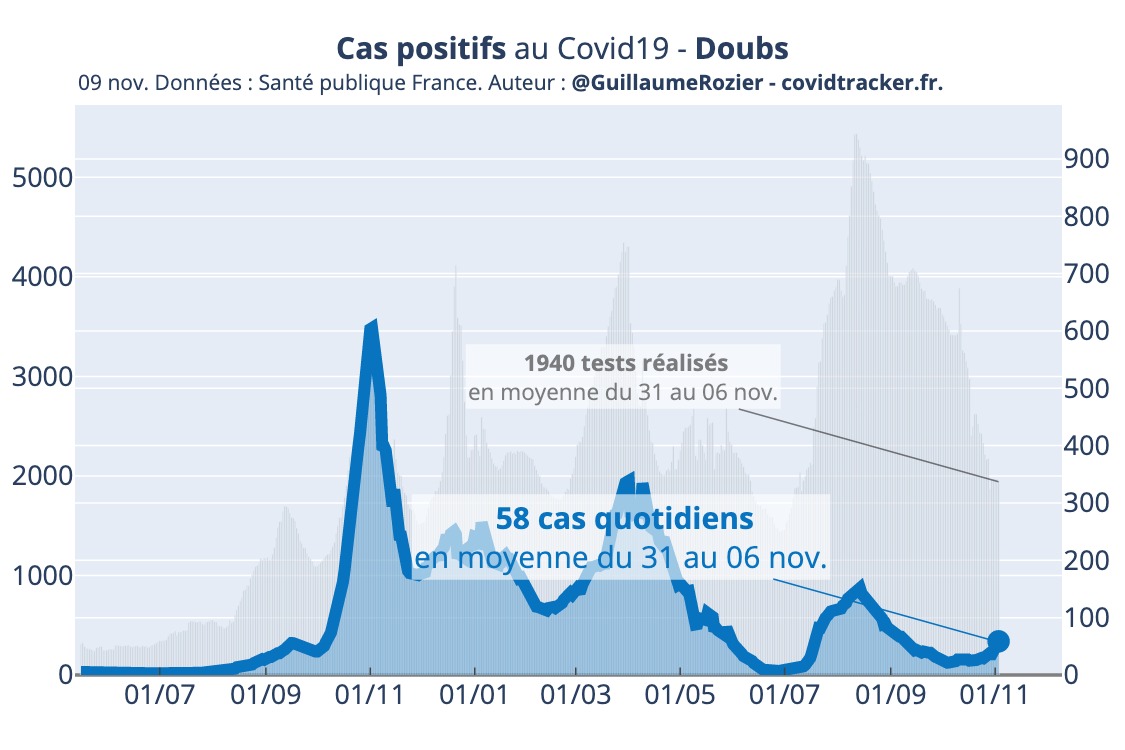 Cas positifs au Covid19 - Doubs
09 nov. Données : Santé publique France. Auteur : @GuillaumeRozier - covidtracker.fr.
900
5000
800
4000
700
600
1940 tests réalisés
3000
en moyenne du 31 au 06 nov.
500
400
2000
300
58 cas quotidiens
en moyenne du 31 au 06 nov.
200
1000
100
0
0
01/07 01/09 01/11 01/01 01/03 01/05 01/07 01/09 01/11